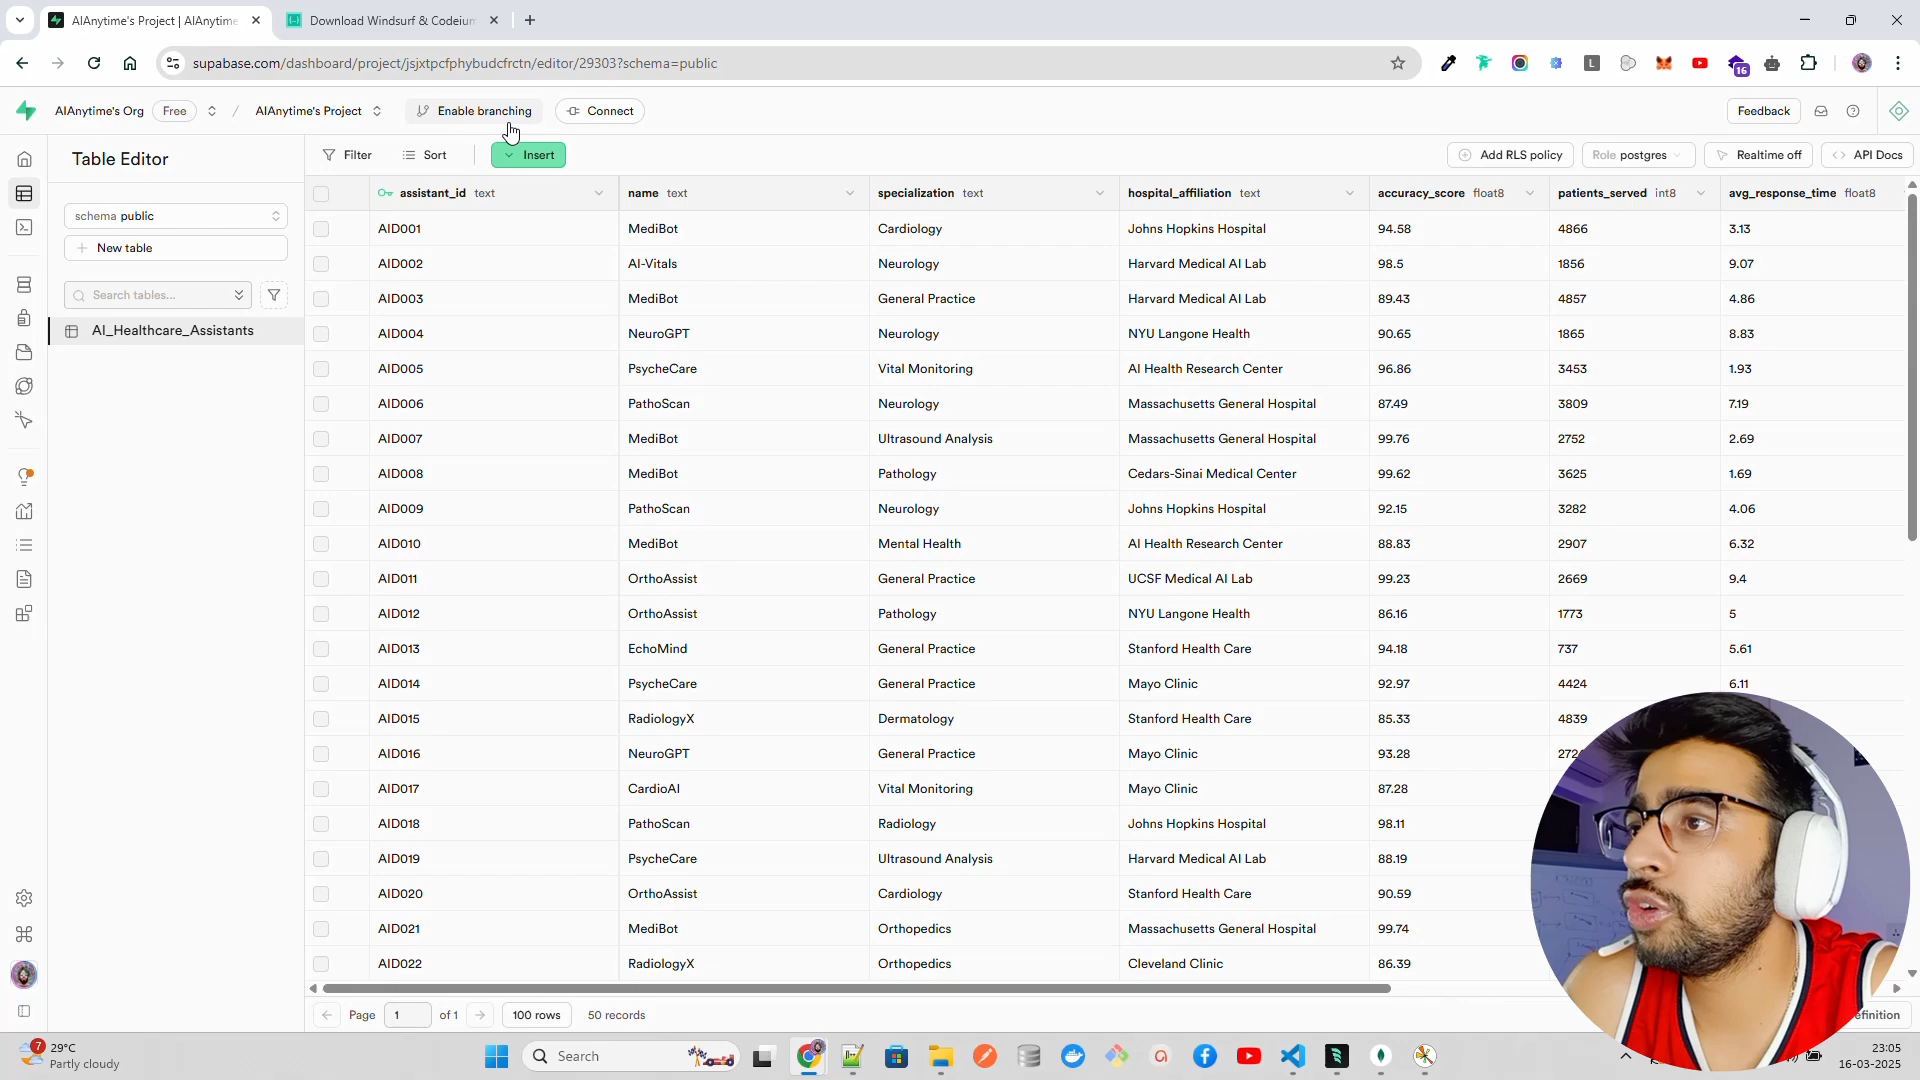 AIAnytime's Project | AIAnytime
Download Windsurf & Codeium
supabase.com/dashboard/project/jsjxtpcfphybudcfrctn/editor/29303?schema=public
16
AIAnytime's Org Free / AIAnytime's Project Enable branching Connect Feedback
Table Editor
Filter Sort Insert Add RLS policy Role postgres Realtime off API Docs
schema public
New table
Search tables...
AI_Healthcare_Assistants
assistant_id text name text specialization text hospital_affiliation text accuracy_score float8 patients_served int8 avg_response_time float8
AID001 MediBot Cardiology Johns Hopkins Hospital 94.58 4866 3.13
AID002 AI-Vitals Neurology Harvard Medical AI Lab 98.5 1856 9.07
AID003 MediBot General Practice Harvard Medical AI Lab 89.43 4857 4.86
AID004 NeuroGPT Neurology NYU Langone Health 90.65 1865 8.83
AID005 PsycheCare Vital Monitoring AI Health Research Center 96.86 3453 1.93
AID006 PathoScan Neurology Massachusetts General Hospital 87.49 3809 7.19
AID007 MediBot Ultrasound Analysis Massachusetts General Hospital 99.76 2752 2.69
AID008 MediBot Pathology Cedars-Sinai Medical Center 99.62 3625 1.69
AID009 PathoScan Neurology Johns Hopkins Hospital 92.15 3282 4.06
AID010 MediBot Mental Health AI Health Research Center 88.83 2907 6.32
AID011 OrthoAssist General Practice UCSF Medical AI Lab 99.23 2669 9.4
AID012 OrthoAssist Pathology NYU Langone Health 86.16 1773 5
AID013 EchoMind General Practice Stanford Health Care 94.18 737 5.61
AID014 PsycheCare General Practice Mayo Clinic 92.97 4424 6.11
AID015 RadiologyX Dermatology Stanford Health Care 85.33 4839
AID016 NeuroGPT General Practice Mayo Clinic 93.28 272
AID017 CardioAI Vital Monitoring Mayo Clinic 87.28
AID018 PathoScan Radiology Johns Hopkins Hospital 98.11
AID019 PsycheCare Ultrasound Analysis Harvard Medical AI Lab 88.19
AID020 OrthoAssist Cardiology Stanford Health Care 90.59
AID021 MediBot Orthopedics Massachusetts General Hospital 99.74
AID022 RadiologyX Orthopedics Cleveland Clinic 86.39
Page 1 of 1 100 rows 50 records efinition
7 29°C
Partly cloudy
Search
23:05
16-03-2025